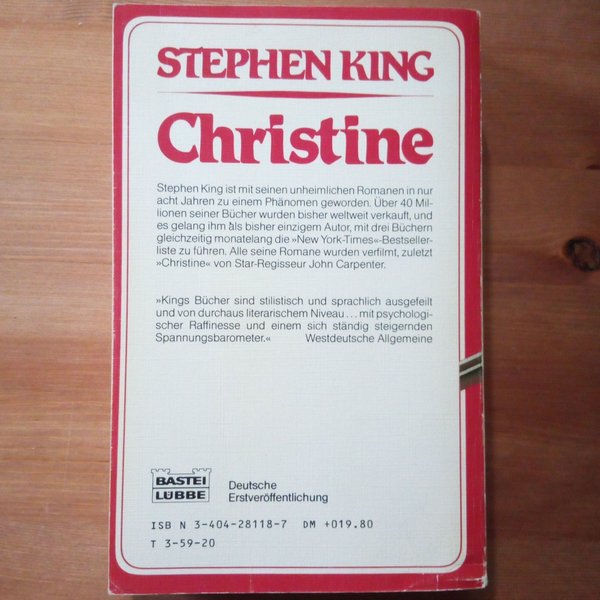 STEPHEN KING
Christine
Stephen King ist mit seinen unheimlichen Romanen in nur
acht Jahren zu einem Phänomen geworden. Über 40 Mil-
lionen seiner Bücher wurden bisher weltweit verkauft, und
es gelang ihm als bisher einzigem Autor, mit drei Büchern
gleichzeitig monatelang die »New York-Times«-Bestseller-
liste zu führen. Alle seine Romane wurden verfilmt, zuletzt
»Christine« von Star-Regisseur John Carpenter.
»Kings Bücher sind stilistisch und sprachlich ausgefeilt
und von durchaus literarischem Niveau ... mit psychologi-
scher Raffinesse und einem sich ständig steigernden
Spannungsbarometer.« Westdeutsche Allgemeine
BASTEI
LÜBBE
Deutsche
Erstveröffentlichung
ISB N 3-404-28118-7 DM +019.80
T 3-59-20